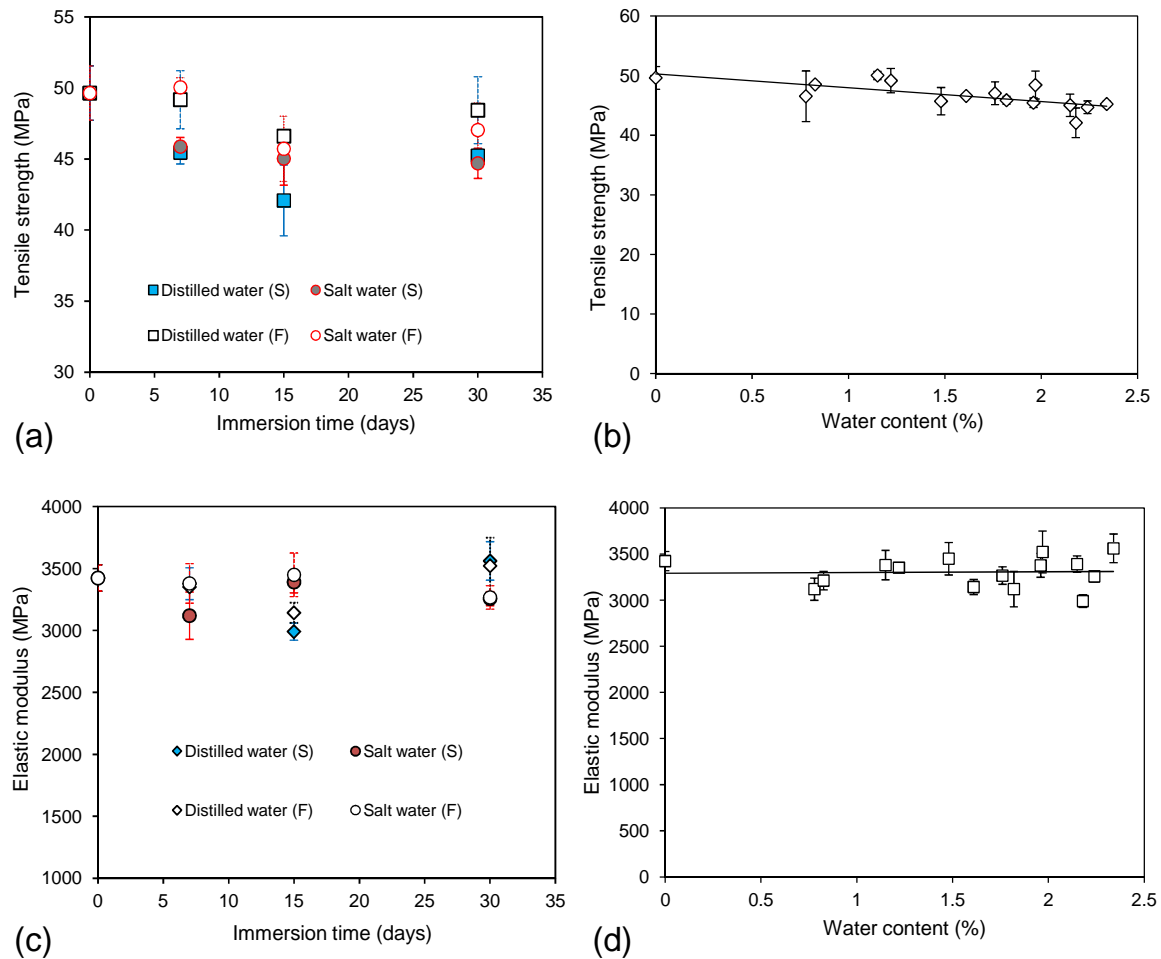 55
50
45
40
35
30
0 5 10 15 20 25 30 35
Tensile strength (MPa)
Immersion time (days)
Distilled water (S) Salt water (S)
Distilled water (F) Salt water (F)
(a)
60
50
40
30
20
10
0
0 0.5 1 1.5 2 2.5
Tensile strength (MPa)
Water content (%)
(b)
4000
3500
3000
2500
2000
1500
1000
0 5 10 15 20 25 30 35
Elastic modulus (MPa)
Immersion time (days)
Distilled water (S) Salt water (S)
Distilled water (F) Salt water (F)
(c)
4000
3500
3000
2500
2000
1500
1000
500
0
0 0.5 1 1.5 2 2.5
Elastic modulus (MPa)
Water content (%)
(d)